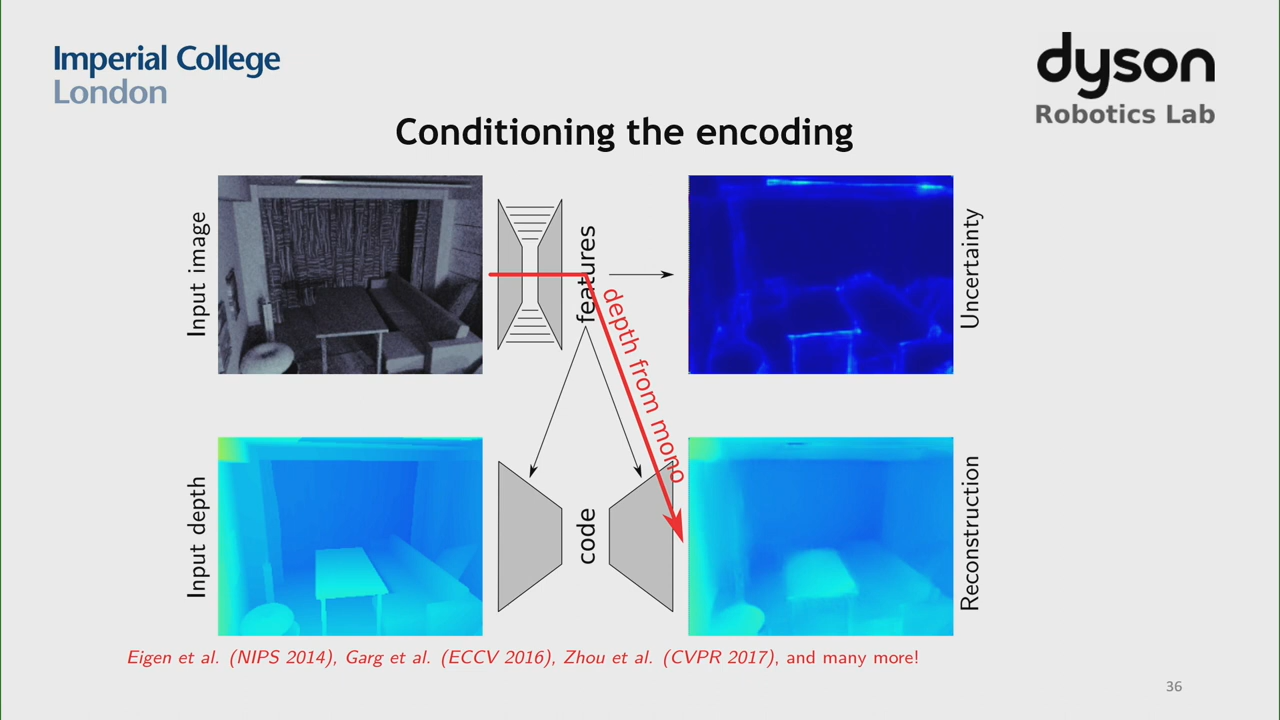 Imperial College
London
dyson
Robotics Lab
Conditioning the encoding
Input image
features
Uncertainty
depth from mono
Input depth
code
Reconstruction
Eigen et al. (NIPS 2014), Garg et al. (ECCV 2016), Zhou et al. (CVPR 2017), and many more!
36